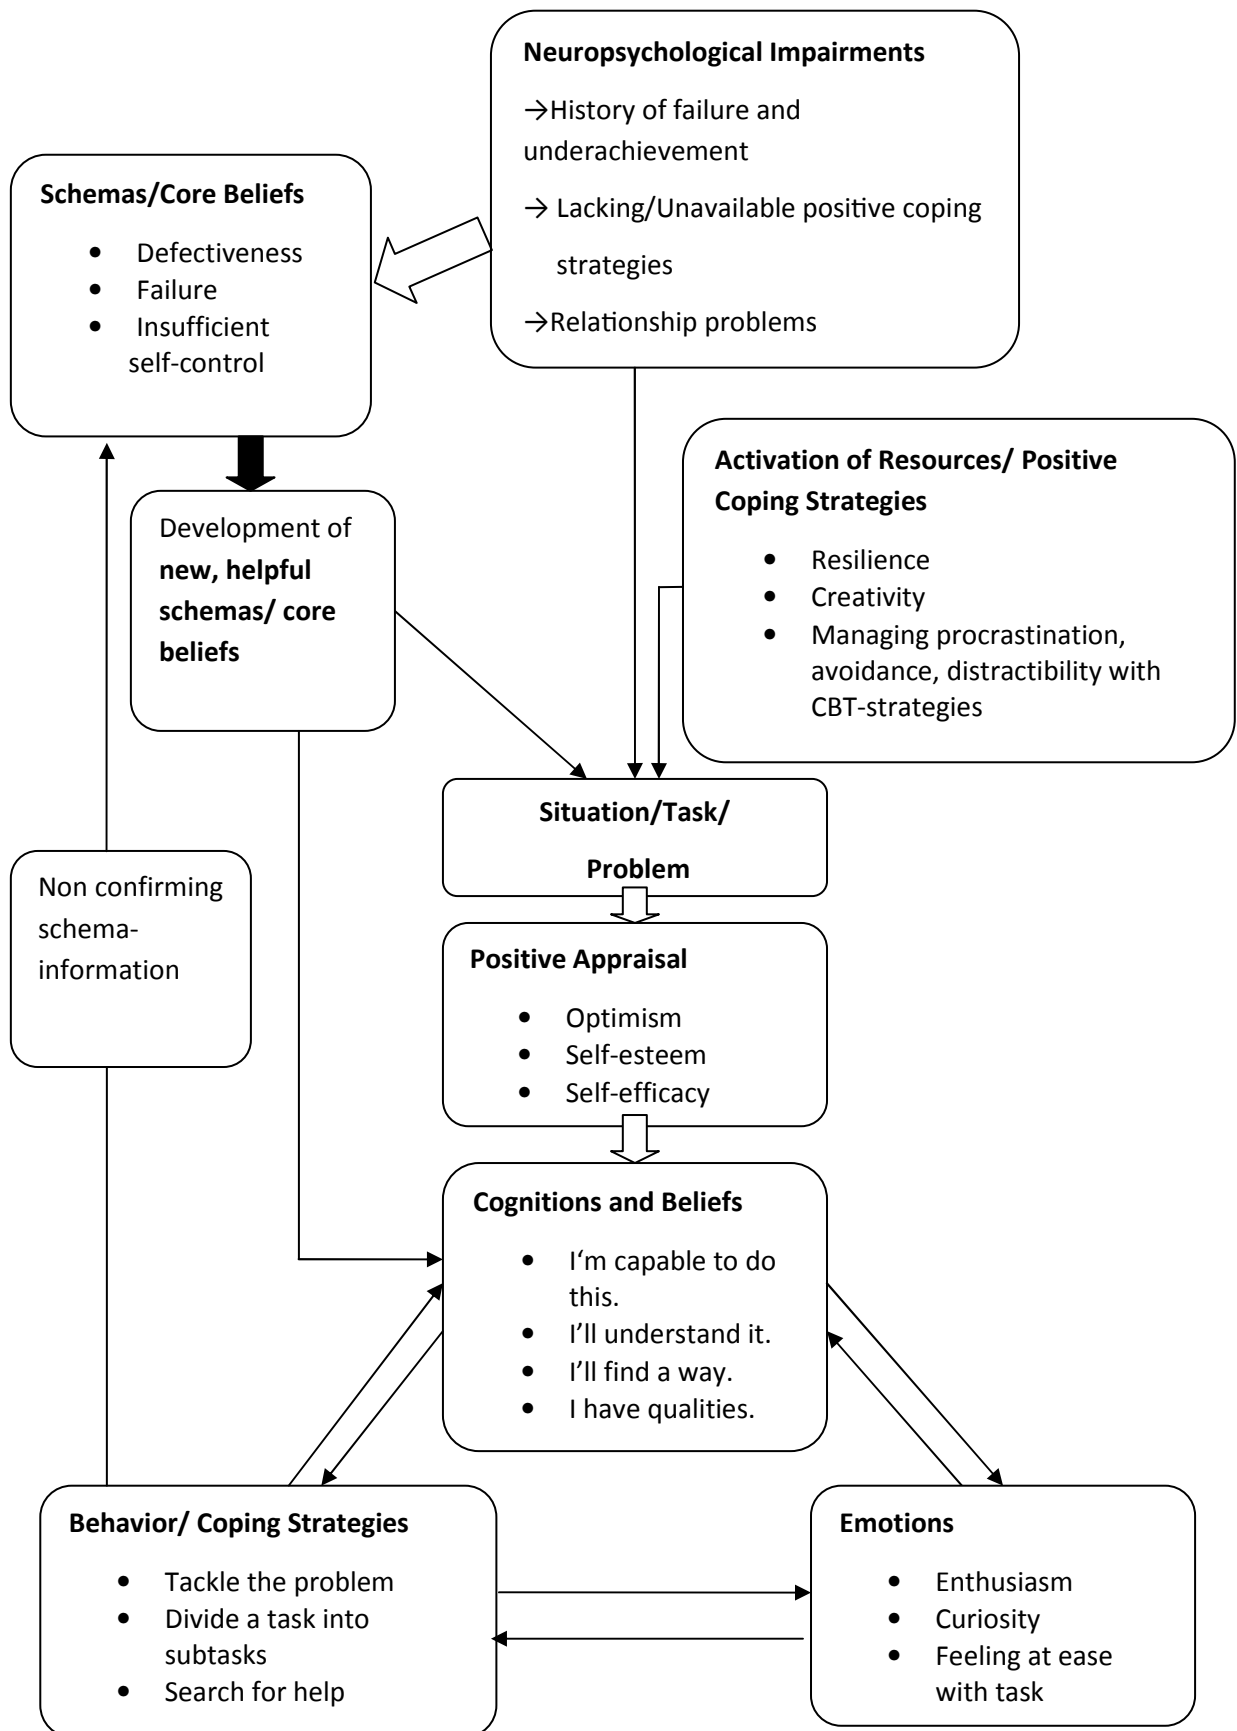 Neuropsychological Impairments
→History of failure and
underachievement
→ Lacking/Unavailable positive coping
strategies
→Relationship problems
Schemas/Core Beliefs
• Defectiveness
• Failure
• Insufficient
self-control
Activation of Resources/ Positive
Coping Strategies
• Resilience
• Creativity
• Managing procrastination,
avoidance, distractibility with
CBT-strategies
Development of
new, helpful
schemas/ core
beliefs
Situation/Task/
Problem
Non confirming
schema-
information
Positive Appraisal
• Optimism
• Self-esteem
• Self-efficacy
Cognitions and Beliefs
• I‘m capable to do
this.
• I’ll understand it.
• I’ll find a way.
• I have qualities.
Behavior/ Coping Strategies
• Tackle the problem
• Divide a task into
subtasks
• Search for help
Emotions
• Enthusiasm
• Curiosity
• Feeling at ease
with task